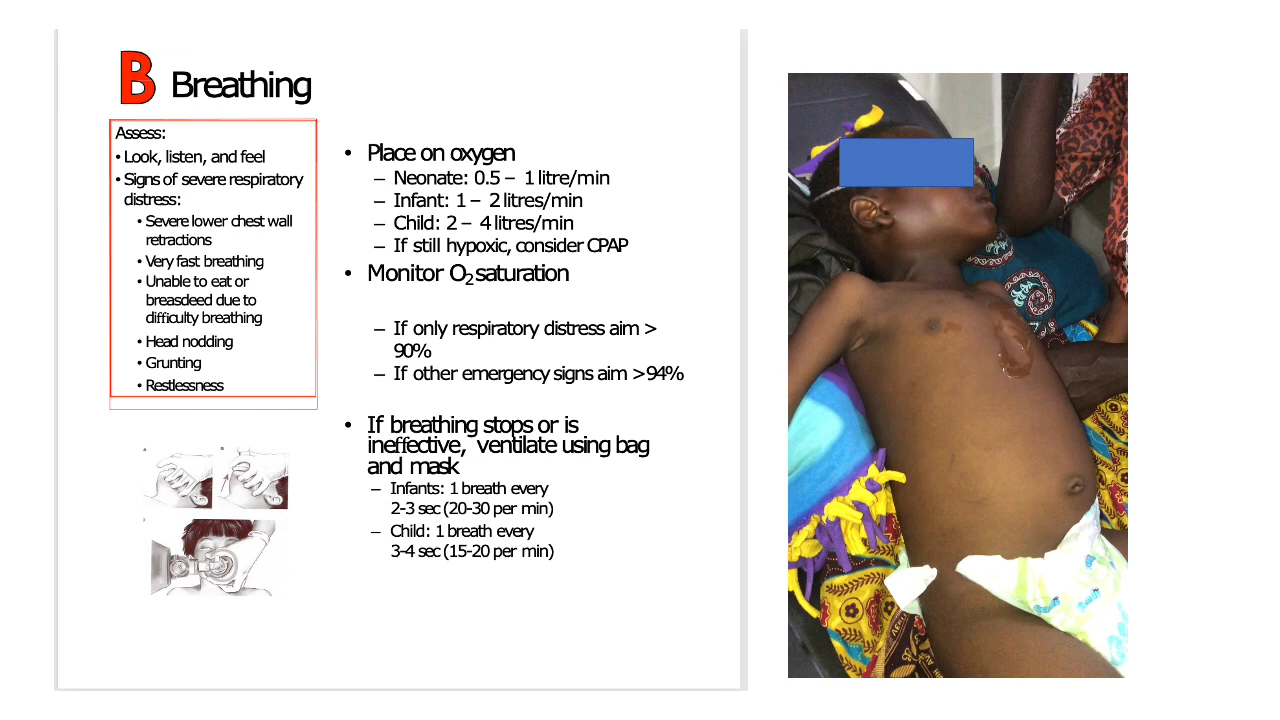 B Breathing
Assess:
• Look, listen, and feel
• Signs of severe respiratory
distress:
• Severe lower chest wall
retractions
• Very fast breathing
• Unable to eat or
breasdeed due to
difficulty breathing
• Head nodding
• Grunting
• Restlessness
• Place on oxygen
– Neonate: 0.5 – 1 litre/min
– Infant: 1 – 2 litres/min
– Child: 2 – 4 litres/min
– If still hypoxic, consider CPAP
• Monitor O2 saturation
– If only respiratory distress aim >
90%
– If other emergency signs aim >94%
• If breathing stops or is
ineffective, ventilate using bag
and mask
– Infants: 1 breath every
2-3 sec (20-30 per min)
– Child: 1 breath every
3-4 sec (15-20 per min)